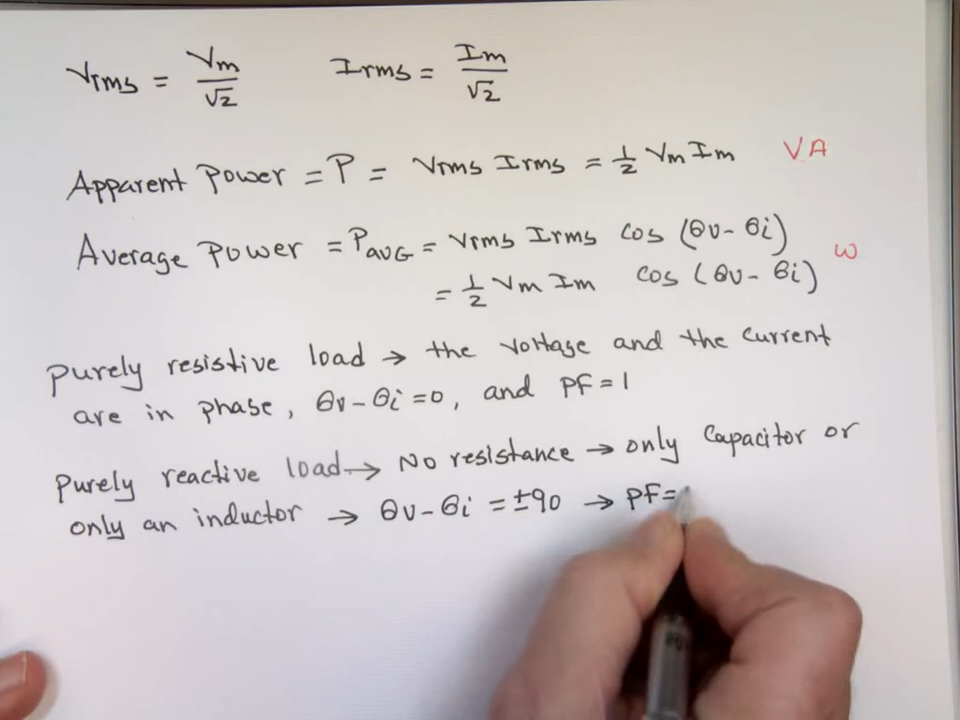 Vrms = Vm/√2 Irms = Im/√2
Apparent Power = P = Vrms Irms = 1/2 Vm Im VA
Average Power = PAVG = Vrms Irms cos (θv - θi) W
= 1/2 Vm Im cos (θv - θi)
purely resistive load → the voltage and the current
are in phase, θv - θi = 0, and PF = 1
purely reactive load → No resistance → only capacitor or
only an inductor → θv - θi = ±90 → PF =